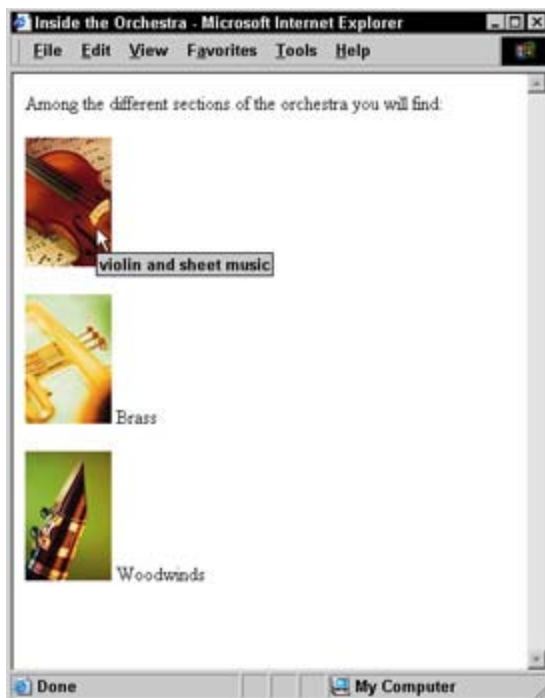 Inside the Orchestra - Microsoft Internet Explorer
File Edit View Favorites Tools Help
Among the different sections of the orchestra you will find:
violin and sheet music
Brass
Woodwinds
Done
My Computer